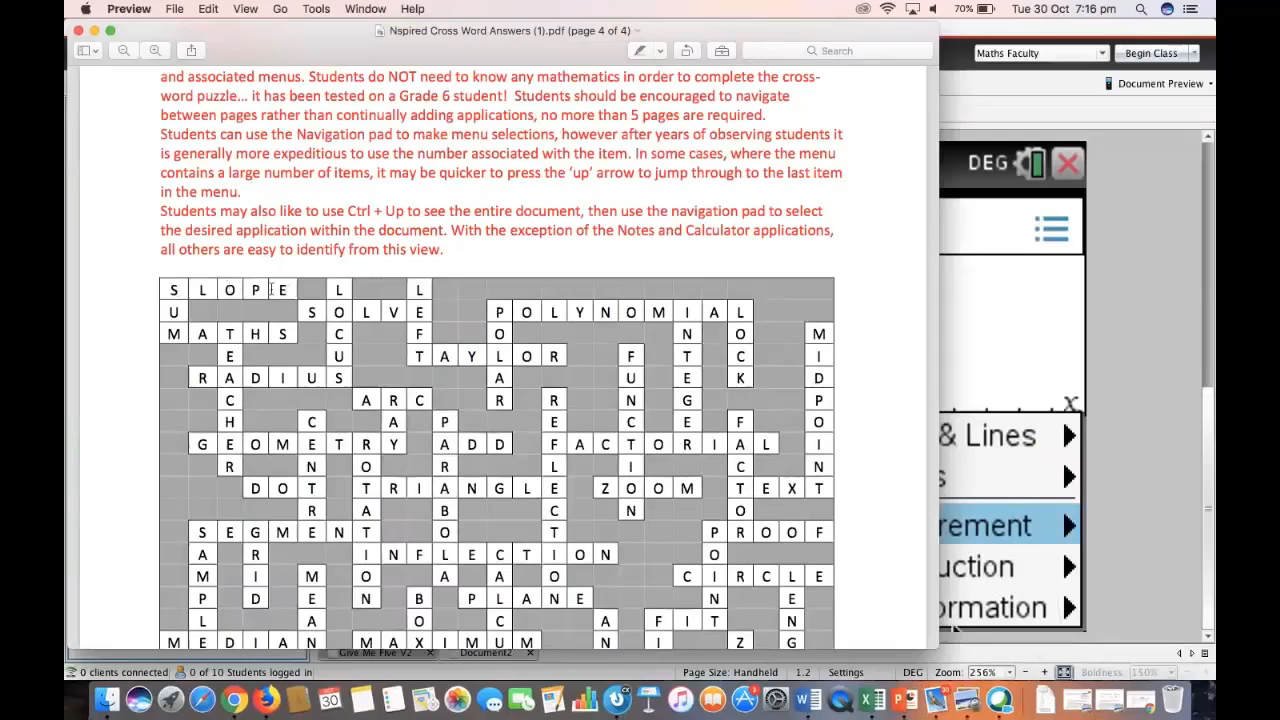 Preview File Edit View Go Tools Window Help 70% Tue 30 Oct 7:16 pm
Nspired Cross Word Answers (1).pdf (page 4 of 4)
Search
Maths Faculty Begin Class
Document Preview
and associated menus. Students do NOT need to know any mathematics in order to complete the cross-
word puzzle… it has been tested on a Grade 6 student! Students should be encouraged to navigate
between pages rather than continually adding applications, no more than 5 pages are required.
Students can use the Navigation pad to make menu selections, however after years of observing students it
is generally more expeditious to use the number associated with the item. In some cases, where the menu
contains a large number of items, it may be quicker to press the ‘up’ arrow to jump through to the last item
in the menu.
Students may also like to use Ctrl + Up to see the entire document, then use the navigation pad to select
the desired application within the document. With the exception of the Notes and Calculator applications,
all others are easy to identify from this view.
S L O P E L L
U S O L V E P O L Y N O M I A L
M A T H S C F O N O M
E U T A Y L O R L F T C I
R A D I U S A U E K D
C A R C R R N G P
H C A P E C E F O
G E O M E T R Y A D D F A C T O R I A L I
R N O R L I C N
D O T T R I A N G L E Z O O M T E X T
R A B C N O
S E G M E N T O T P R O O F
A R I N F L E C T I O N O
M I M O A A O C I R C L E
P D E N B L P L A N E N E
L A O C A F I T N
M E D I A N M A X I M U M N I Z G
DEG
x
& Lines
s
rement
uction
ormation
Give Me Five V2 Document2
0 clients connected 0 of 10 Students logged in Page Size: Handheld 1.2 Settings DEG Zoom: 256% Boldness: 150%